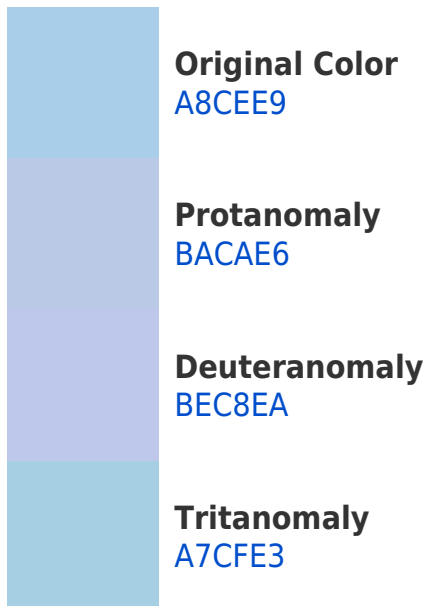 Original Color
A8CEE9
Protanomaly
BACAE6
Deuteranomaly
BEC8EA
Tritanomaly
A7CFE3